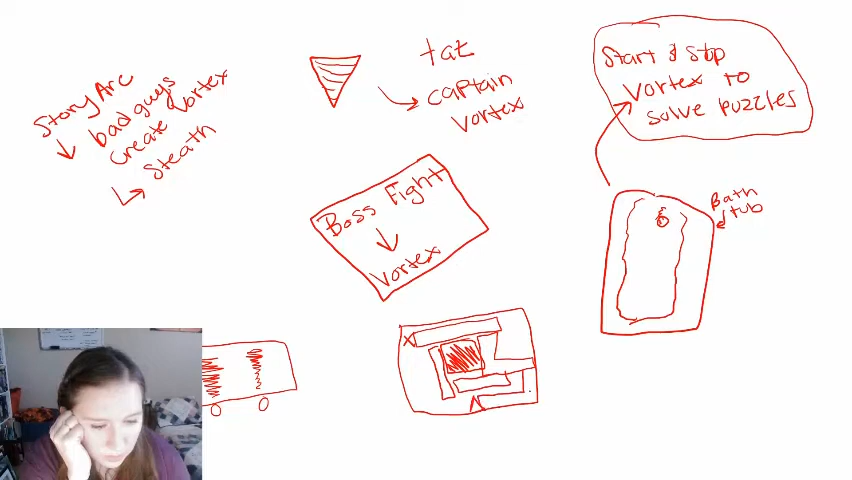 Story Arc
bad guys
create vortex
Steath
tat
captain
vortex
Start & Stop
Vortex to
solve puzzles
Boss Fight
Vortex
Bath
tub
X